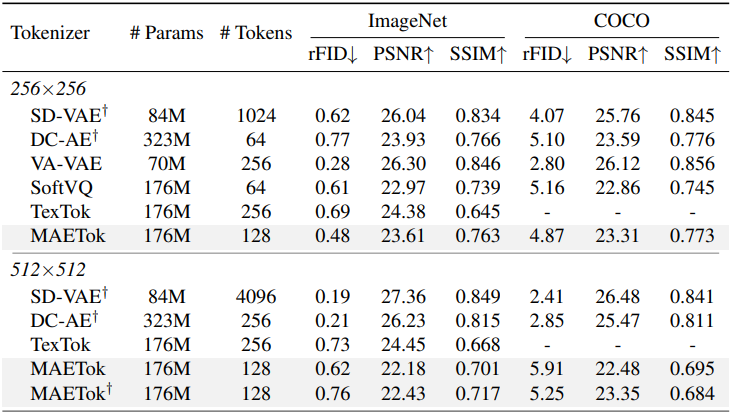 Tokenizer # Params # Tokens ImageNet COCO
rFID↓ PSNR↑ SSIM↑ rFID↓ PSNR↑ SSIM↑
256×256
SD-VAE† 84M 1024 0.62 26.04 0.834 4.07 25.76 0.845
DC-AE† 323M 64 0.77 23.93 0.766 5.10 23.59 0.776
VA-VAE 70M 256 0.28 26.30 0.846 2.80 26.12 0.856
SoftVQ 176M 64 0.61 22.97 0.739 5.16 22.86 0.745
TexTok 176M 256 0.69 24.38 0.645 - - -
MAETok 176M 128 0.48 23.61 0.763 4.87 23.31 0.773
512×512
SD-VAE† 84M 4096 0.19 27.36 0.849 2.41 26.48 0.841
DC-AE† 323M 256 0.21 26.23 0.815 2.85 25.47 0.811
TexTok 176M 256 0.73 24.45 0.668 - - -
MAETok 176M 128 0.62 22.18 0.701 5.91 22.48 0.695
MAETok† 176M 128 0.76 22.43 0.717 5.25 23.35 0.684